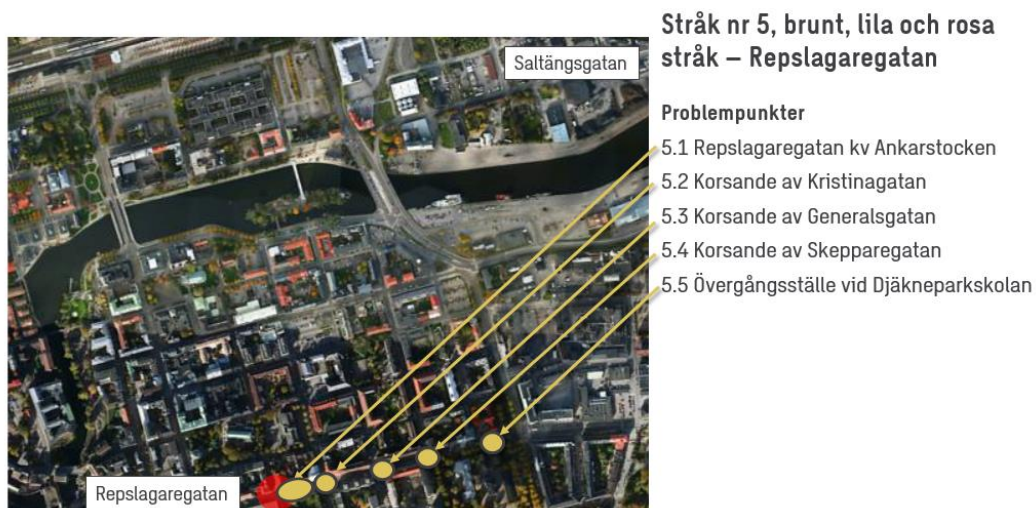 Stråk nr 5, brunt, lila och rosa
stråk – Repslagaregatan
Saltängsgatan
Problempunkter
5.1 Repslagaregatan kv Ankarstocken
5.2 Korsande av Kristinagatan
5.3 Korsande av Generalsgatan
5.4 Korsande av Skepparegatan
5.5 Övergångsställe vid Djäkneparkskolan
Repslagaregatan